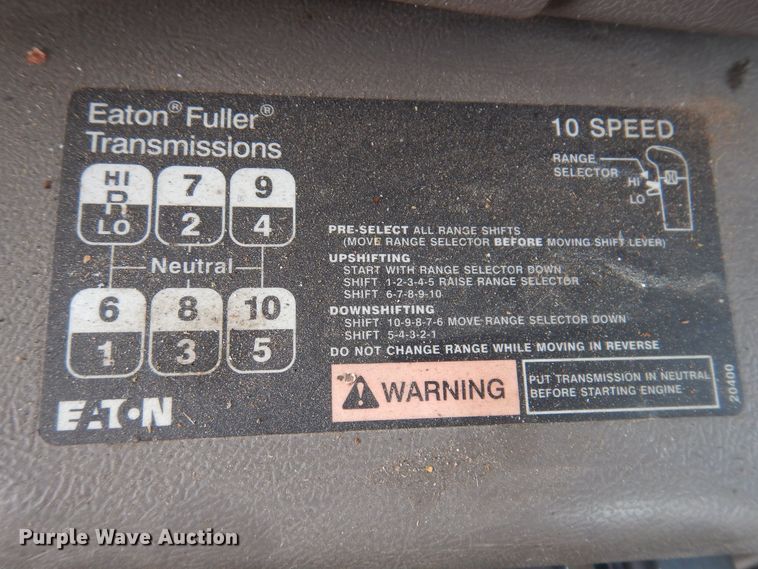 Eaton® Fuller®
Transmissions
10 SPEED
RANGE
SELECTOR
HI
LO
HI
R
LO
7
2
9
4
Neutral
6
1
8
3
10
5
PRE-SELECT ALL RANGE SHIFTS
(MOVE RANGE SELECTOR BEFORE MOVING SHIFT LEVER)
UPSHIFTING
START WITH RANGE SELECTOR DOWN
SHIFT 1-2-3-4-5 RAISE RANGE SELECTOR
SHIFT 6-7-8-9-10
DOWNSHIFTING
SHIFT 10-9-8-7-6 MOVE RANGE SELECTOR DOWN
SHIFT 5-4-3-2-1
DO NOT CHANGE RANGE WHILE MOVING IN REVERSE
WARNING
PUT TRANSMISSION IN NEUTRAL
BEFORE STARTING ENGINE
20400
EATON
Purple Wave Auction